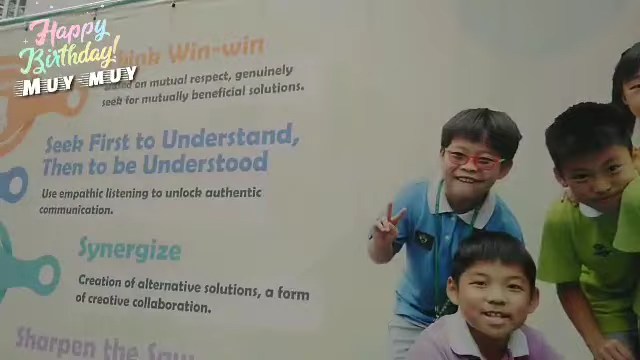 Happy
Birthday!
MUY MUY
Think Win-win
Based on mutual respect, genuinely
seek for mutually beneficial solutions.
Seek First to Understand,
Then to be Understood
Use empathic listening to unlock authentic
communication.
Synergize
Creation of alternative solutions, a form
of creative collaboration.
Sharpen the Saw